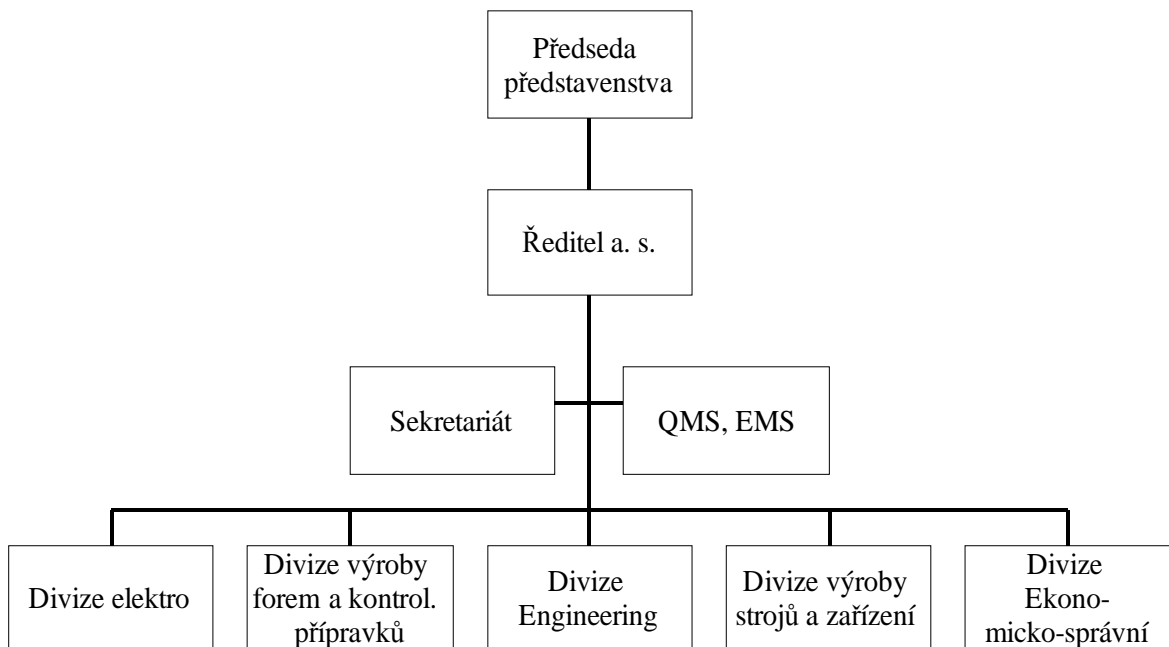 Předseda
představenstva
Ředitel a. s.
Sekretariát
QMS, EMS
Divize elektro
Divize výroby
forem a kontrol.
přípravků
Divize
Engineering
Divize výroby
strojů a zařízení
Divize
Ekono-
micko-správní